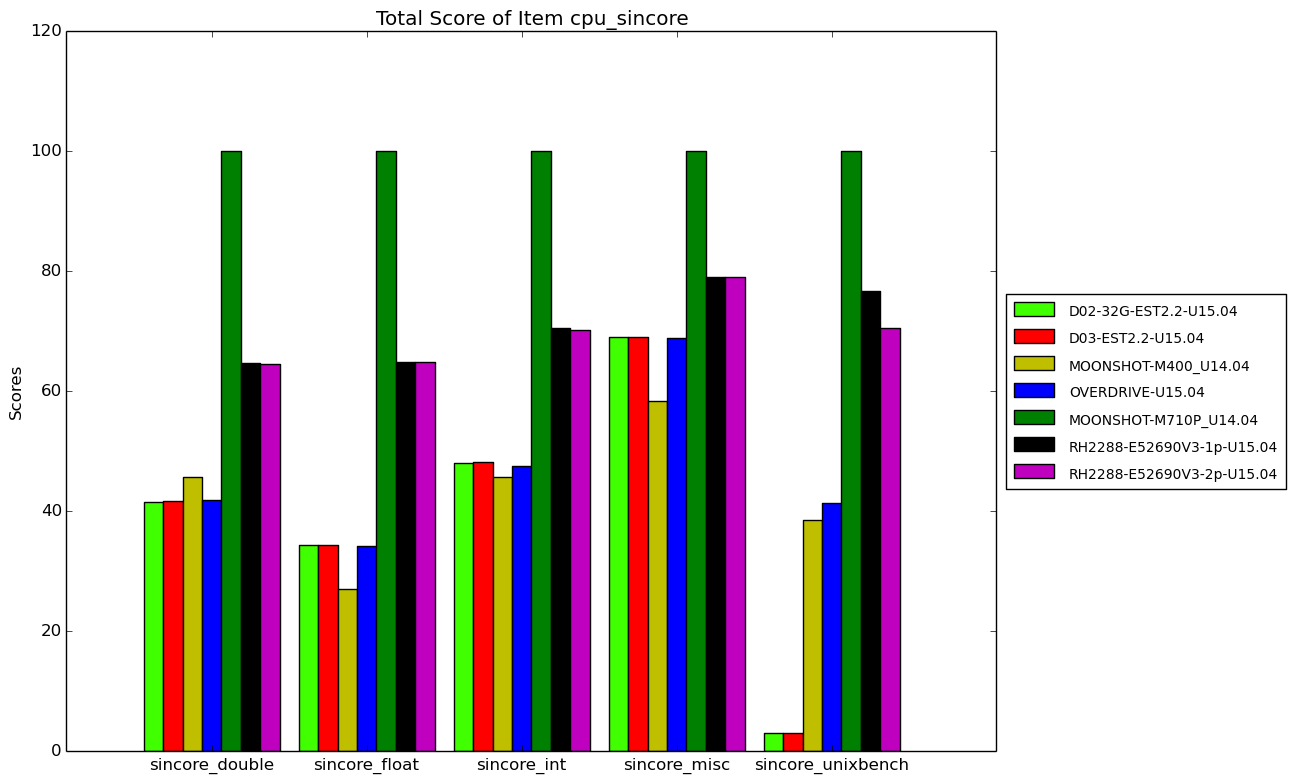 Total Score of Item cpu_sincore
120
100
80
60
40
20
0
Scores
sincore_double
sincore_float
sincore_int
sincore_misc
sincore_unixbench
D02-32G-EST2.2-U15.04
D03-EST2.2-U15.04
MOONSHOT-M400_U14.04
OVERDRIVE-U15.04
MOONSHOT-M710P_U14.04
RH2288-E52690V3-1p-U15.04
RH2288-E52690V3-2p-U15.04